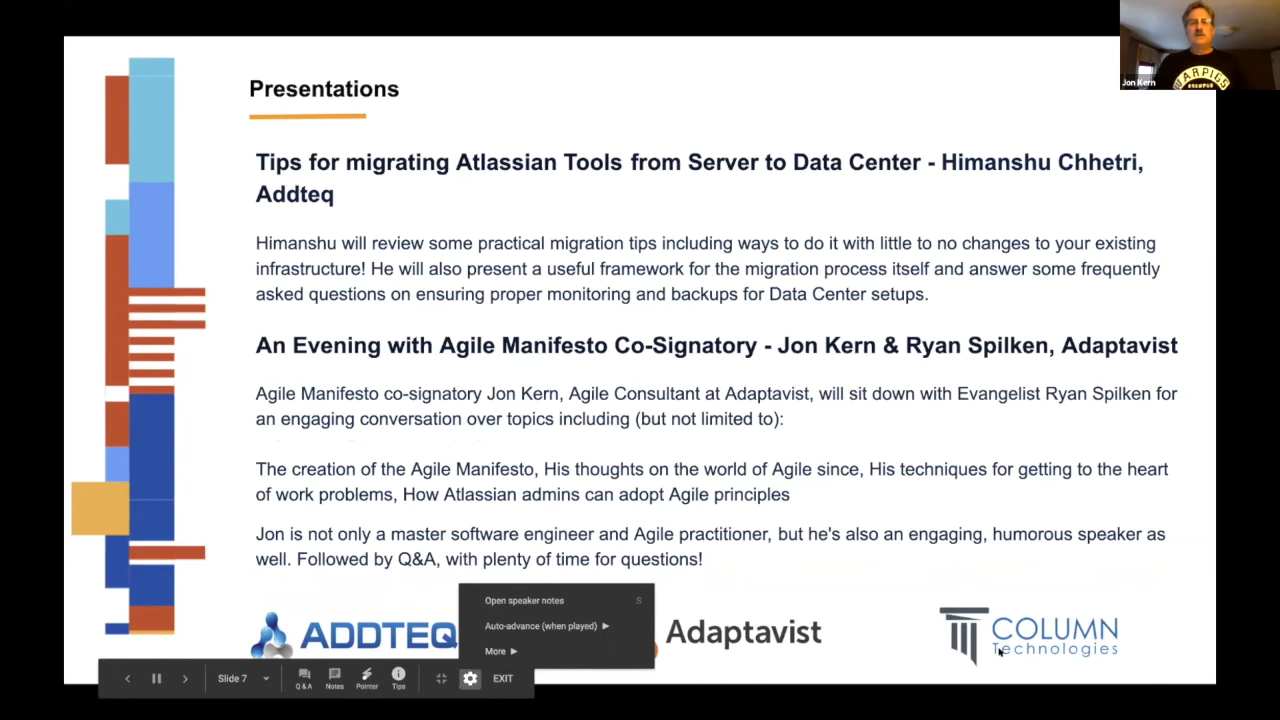 Presentations
Jon Kern
WARPIGS
Tips for migrating Atlassian Tools from Server to Data Center - Himanshu Chhetri,
Addteq
Himanshu will review some practical migration tips including ways to do it with little to no changes to your existing
infrastructure! He will also present a useful framework for the migration process itself and answer some frequently
asked questions on ensuring proper monitoring and backups for Data Center setups.
An Evening with Agile Manifesto Co-Signatory - Jon Kern & Ryan Spilken, Adaptavist
Agile Manifesto co-signatory Jon Kern, Agile Consultant at Adaptavist, will sit down with Evangelist Ryan Spilken for
an engaging conversation over topics including (but not limited to):
The creation of the Agile Manifesto, His thoughts on the world of Agile since, His techniques for getting to the heart
of work problems, How Atlassian admins can adopt Agile principles
Jon is not only a master software engineer and Agile practitioner, but he's also an engaging, humorous speaker as
well. Followed by Q&A, with plenty of time for questions!
ADDTEQ
Open speaker notes S
Auto-advance (when played)
More
Adaptavist
COLUMN
Technologies
Slide 7
Q & A
Notes
Pointer
Tips
EXIT